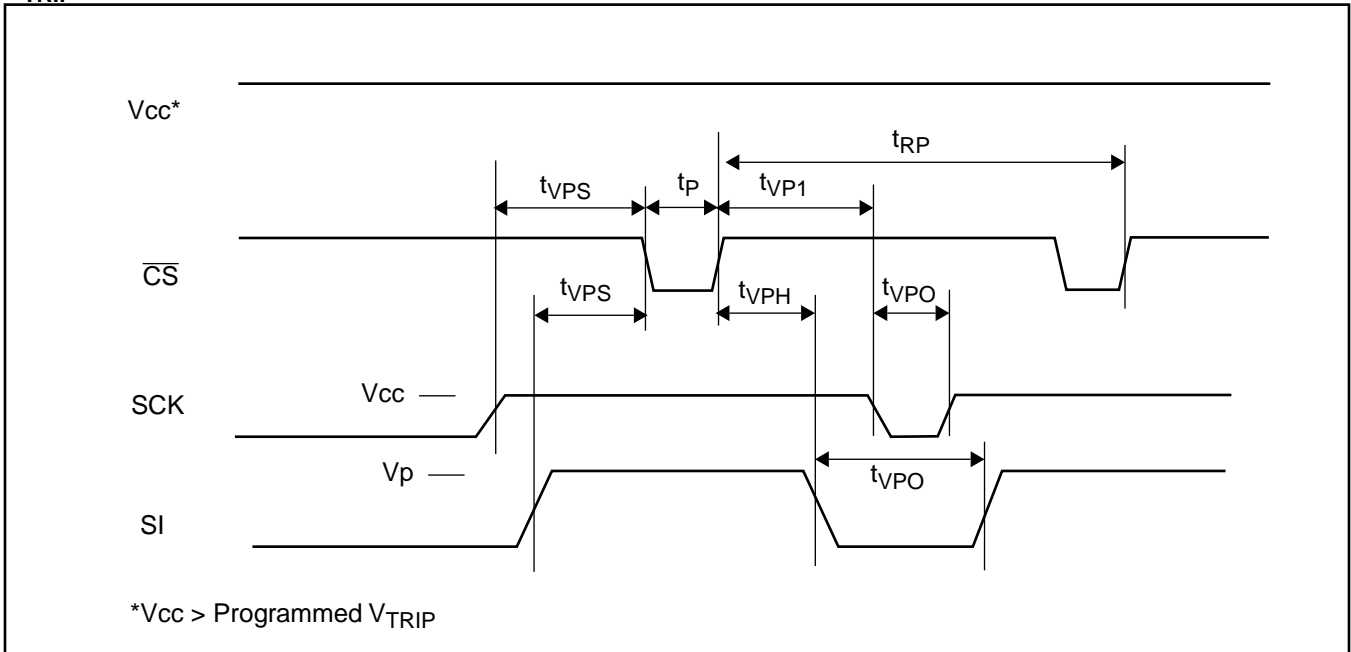 Vcc*
tRP
tVPS tP tVP1
CS
tVPS tVPH tVPO
SCK Vcc
Vp tVPO
SI
*Vcc > Programmed VTRIP